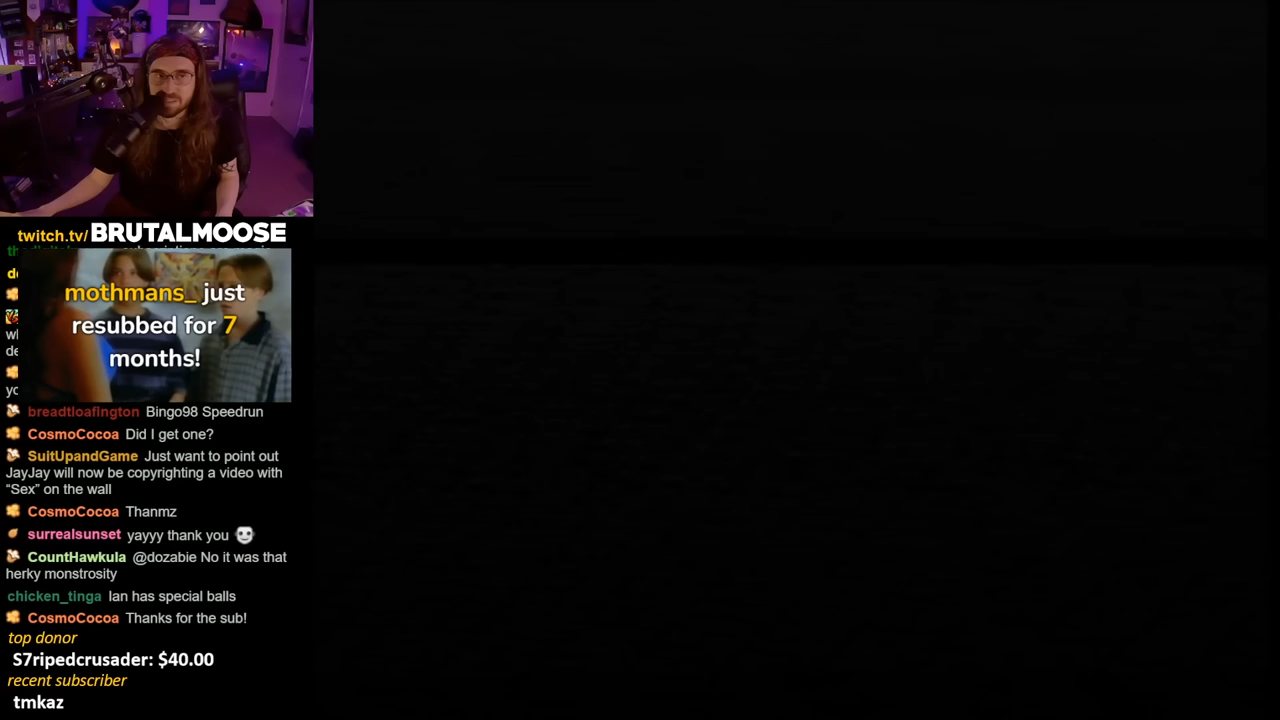 twitch.tv/BRUTALMOOSE
mothmans_ just
resubbed for 7
months!
breadtloafington Bingo98 Speedrun
CosmoCocoa Did I get one?
SuitUpandGame Just want to point out
JayJay will now be copyrighting a video with
“Sex” on the wall
CosmoCocoa Thanmz
surrealsunset yayyy thank you
CountHawkula @dozabie No it was that
herky monstrosity
chicken_tinga Ian has special balls
CosmoCocoa Thanks for the sub!
top donor
S7ripedcrusader: $40.00
recent subscriber
tmkaz